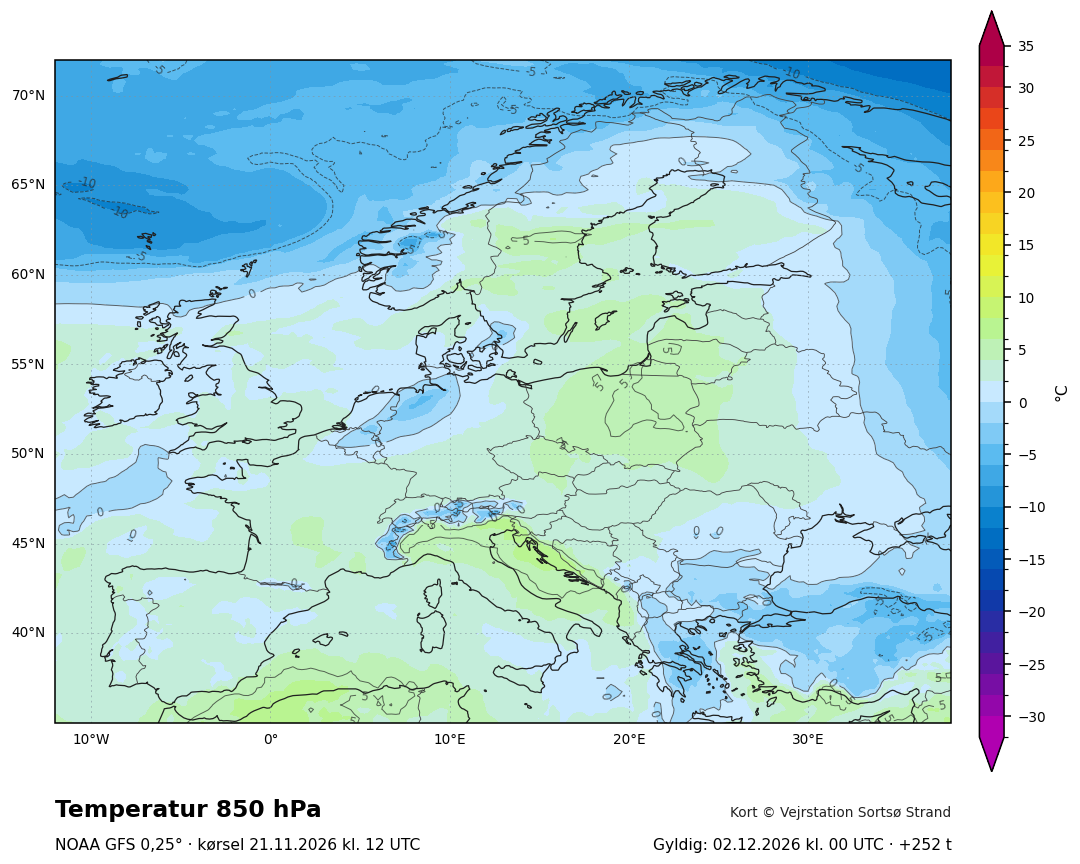 70°N
65°N
60°N
55°N
50°N
45°N
40°N
10°W 0° 10°E 20°E 30°E
35
30
25
20
15
10
5
0
−5
−10
−15
−20
−25
−30
°C
Temperatur 850 hPa
Kort © Vejrstation Sortsø Strand
NOAA GFS 0,25° · kørsel 21.11.2026 kl. 12 UTC
Gyldig: 02.12.2026 kl. 00 UTC · +252 t